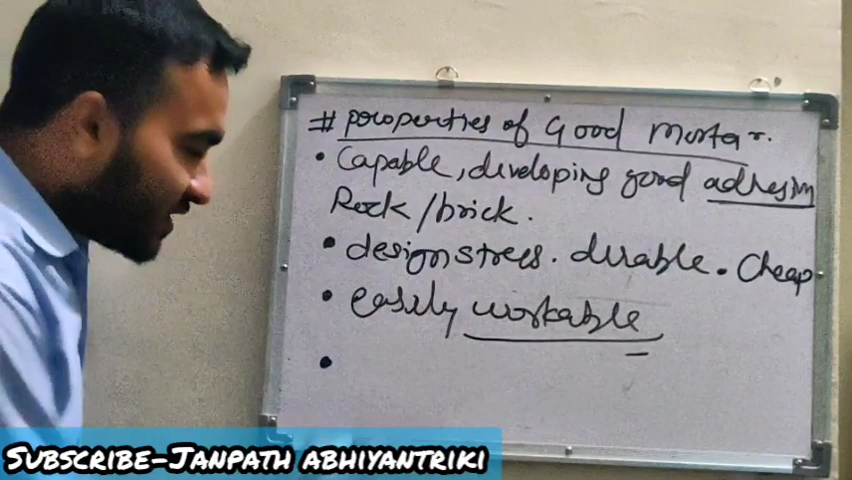 # properties of Good Mortar.
• Capable, developing good adhesion
Rock/brick.
• design stress. durable. Cheap
• easily workable
•
SUBSCRIBE-JANPATH ABHIYANTRIKI